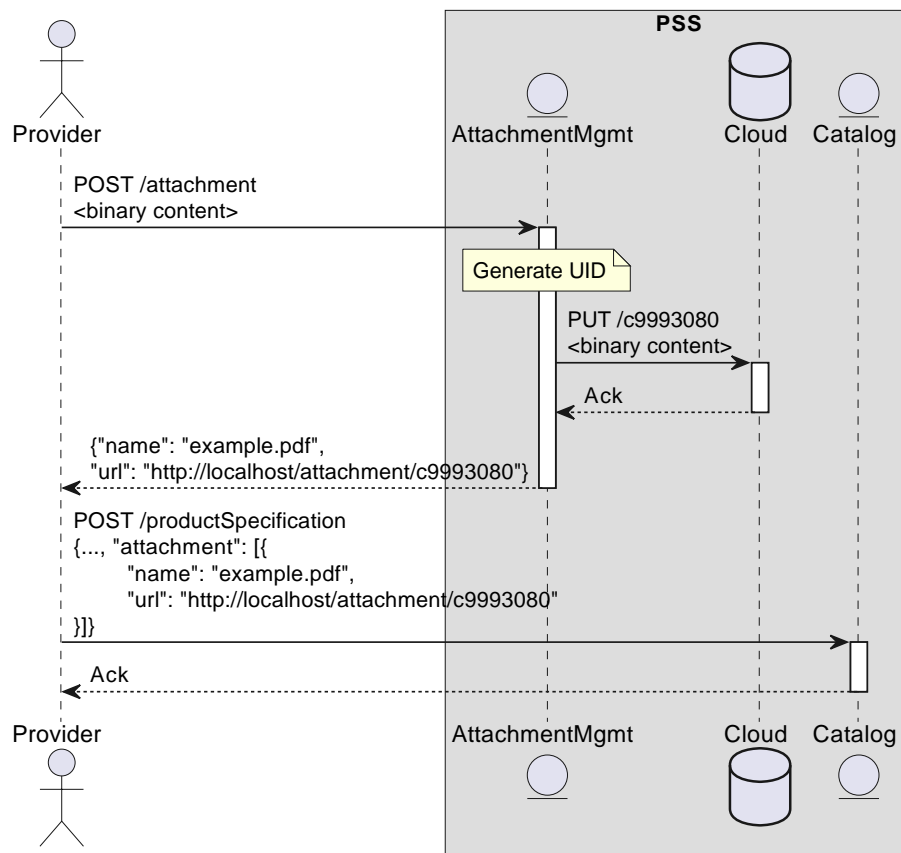 PSS
Provider
AttachmentMgmt
Cloud
Catalog
POST /attachment
<binary content>
Generate UID
PUT /c9993080
<binary content>
Ack
{"name": "example.pdf",
"url": "http://localhost/attachment/c9993080"}
POST /productSpecification
{..., "attachment": [{
"name": "example.pdf",
"url": "http://localhost/attachment/c9993080"
}]}
Ack
Provider
AttachmentMgmt
Cloud
Catalog